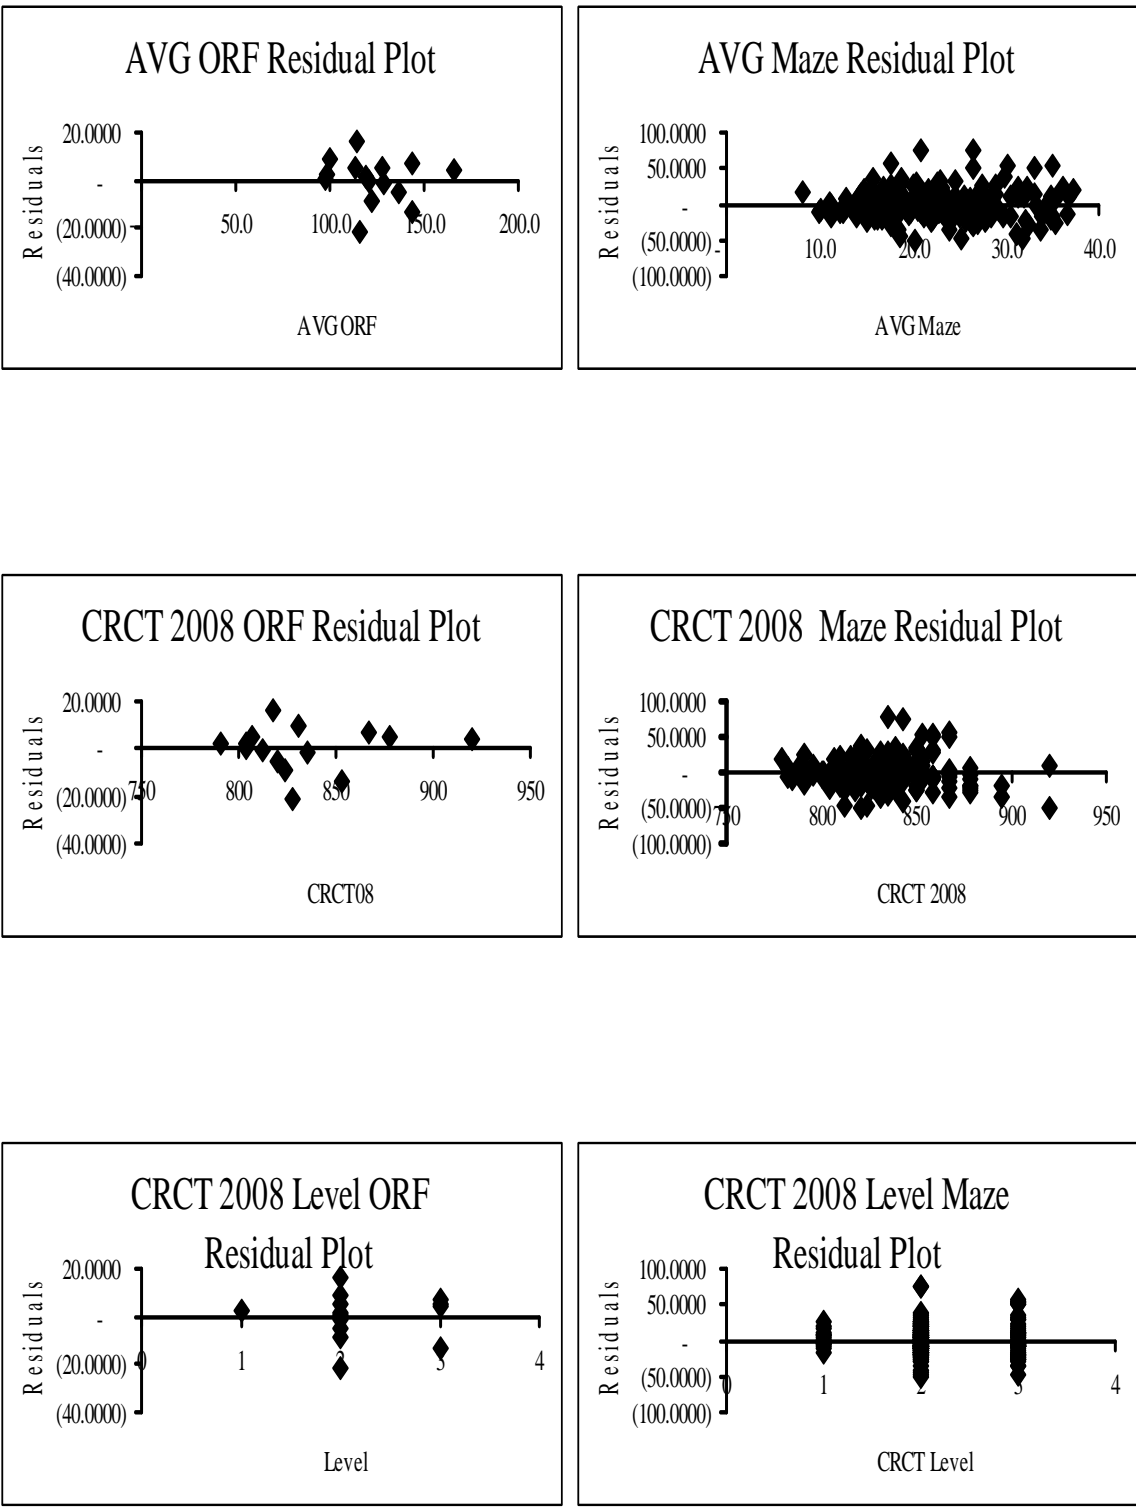 AVG ORF Residual Plot
20.0000
-
(20.0000)
(40.0000)
50.0
100.0
150.0
200.0
Residuals
AVG ORF
AVG Maze Residual Plot
100.0000
50.0000
-
(50.0000)
(100.0000)
-
10.0
20.0
30.0
40.0
Residuals
AVG Maze
CRCT 2008 ORF Residual Plot
20.0000
-
(20.0000)
(40.0000)
750
800
850
900
950
Residuals
CRCT08
CRCT 2008 Maze Residual Plot
100.0000
50.0000
-
(50.0000)
(100.0000)
750
800
850
900
950
Residuals
CRCT 2008
CRCT 2008 Level ORF
Residual Plot
20.0000
-
(20.0000)
(40.0000)
0
1
2
3
4
Residuals
Level
CRCT 2008 Level Maze
Residual Plot
100.0000
50.0000
-
(50.0000)
(100.0000)
0
1
2
3
4
Residuals
CRCT Level